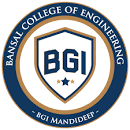 BANSAL COLLEGE OF ENGINEERING
BGI
- BGI MANDIDEEP -